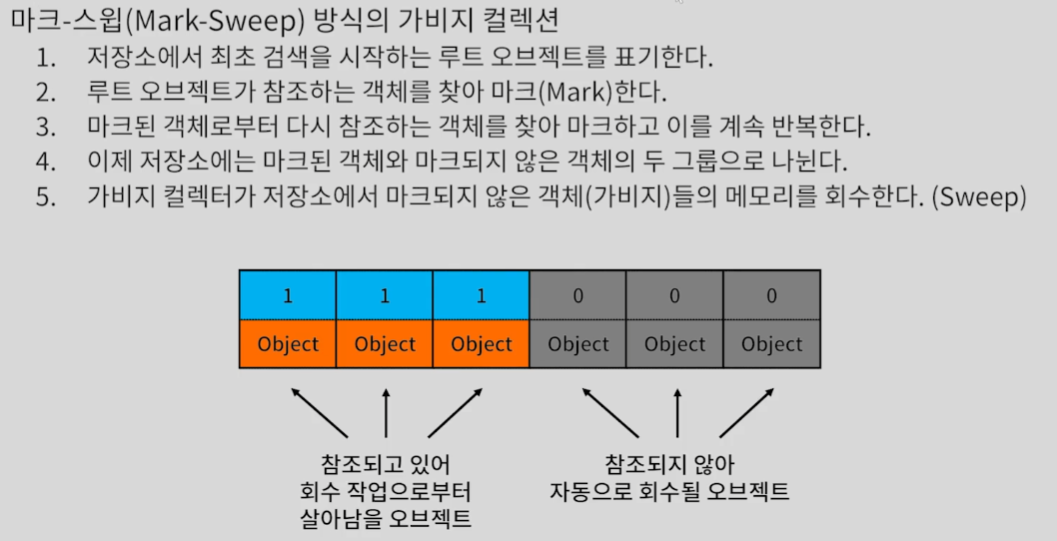 마크-스윕(Mark-Sweep) 방식의 가비지 컬렉션
1. 저장소에서 최초 검색을 시작하는 루트 오브젝트를 표기한다.
2. 루트 오브젝트가 참조하는 객체를 찾아 마크(Mark)한다.
3. 마크된 객체로부터 다시 참조하는 객체를 찾아 마크하고 이를 계속 반복한다.
4. 이제 저장소에는 마크된 객체와 마크되지 않은 객체의 두 그룹으로 나뉜다.
5. 가비지 컬렉터가 저장소에서 마크되지 않은 객체(가비지)들의 메모리를 회수한다. (Sweep)
1 1 1 0 0 0
Object Object Object Object Object Object
참조되고 있어
회수 작업으로부터
살아남을 오브젝트
참조되지 않아
자동으로 회수될 오브젝트